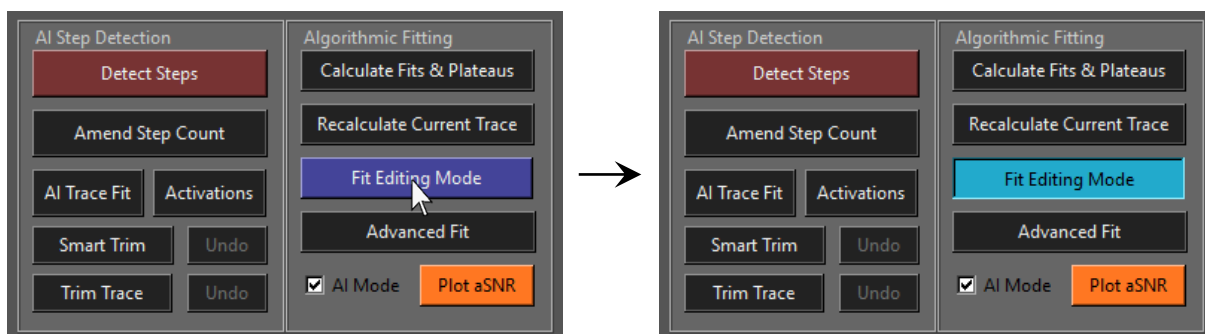 AI Step Detection
Detect Steps
Amend Step Count
AI Trace Fit Activations
Smart Trim Undo
Trim Trace Undo
Algorithmic Fitting
Calculate Fits & Plateaus
Recalculate Current Trace
Fit Editing Mode
Advanced Fit
AI Mode Plot aSNR
AI Step Detection
Detect Steps
Amend Step Count
AI Trace Fit Activations
Smart Trim Undo
Trim Trace Undo
Algorithmic Fitting
Calculate Fits & Plateaus
Recalculate Current Trace
Fit Editing Mode
Advanced Fit
AI Mode Plot aSNR